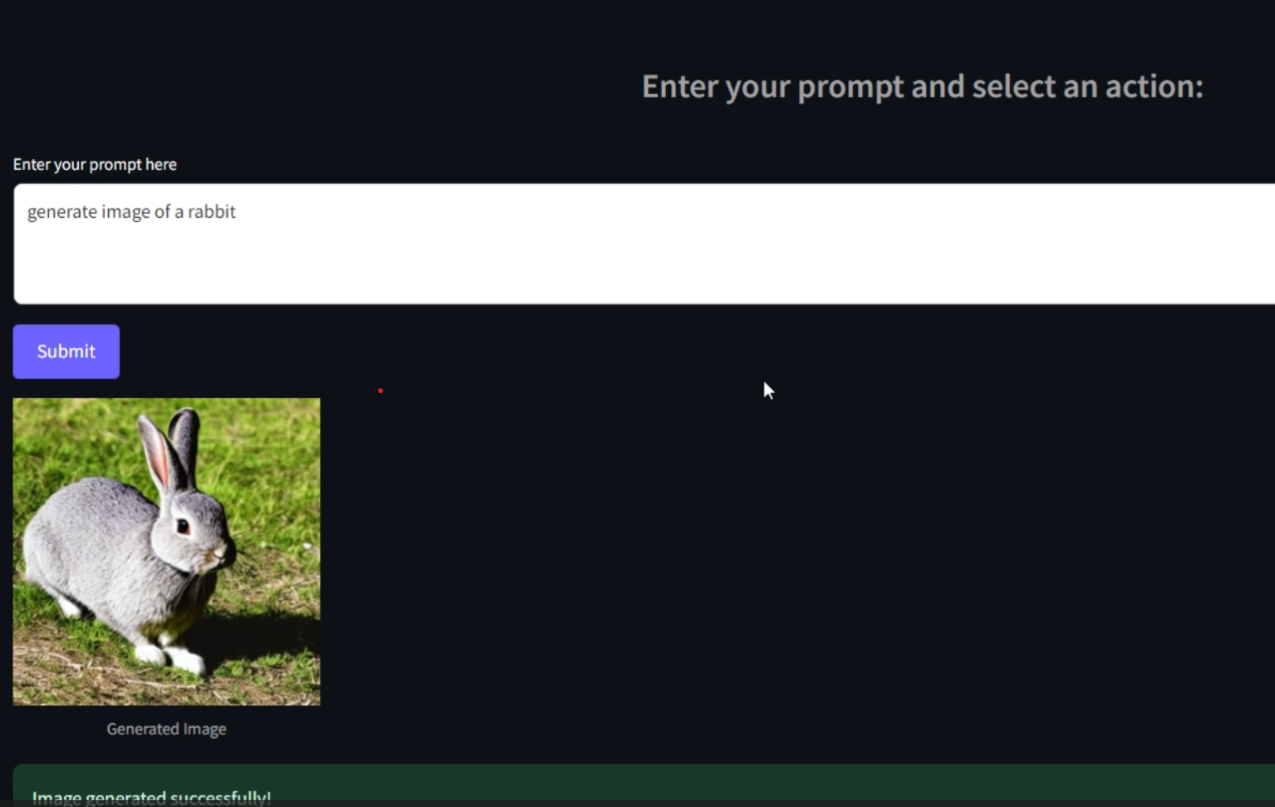 Enter your prompt and select an action:
Enter your prompt here
generate image of a rabbit
Submit
Generated Image
Image generated successfully!